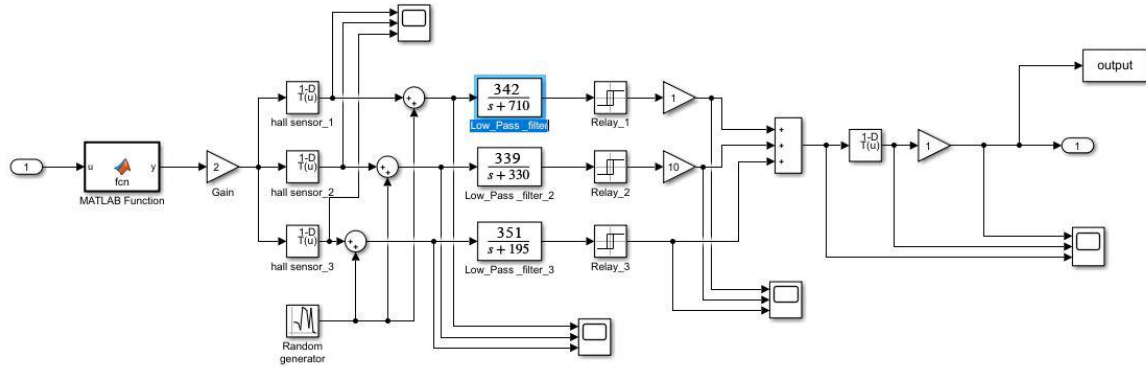 output
342
s + 710
1-D
T(u)
hall sensor_1
+
+
Low_Pass _filter
Relay_1
1
+
+
+
1
u
fcn
y
MATLAB Function
2
Gain
1-D
T(u)
hall sensor_2
+
+
339
s + 330
Low_Pass _filter_2
Relay_2
10
1-D
T(u)
1
1
1-D
T(u)
hall sensor_3
+
+
351
s + 195
Low_Pass _filter_3
Relay_3
Random
generator